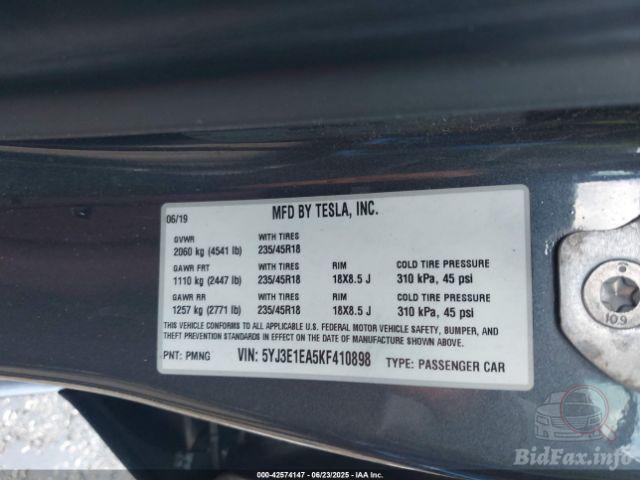 06/19 MFD BY TESLA, INC.
GVWR WITH TIRES
2060 kg (4541 lb) 235/45R18
GAWR FRT WITH TIRES RIM COLD TIRE PRESSURE
1110 kg (2447 lb) 235/45R18 18X8.5 J 310 kPa, 45 psi
GAWR RR WITH TIRES RIM COLD TIRE PRESSURE
1257 kg (2771 lb) 235/45R18 18X8.5 J 310 kPa, 45 psi
THIS VEHICLE CONFORMS TO ALL APPLICABLE U.S. FEDERAL MOTOR VEHICLE SAFETY, BUMPER, AND
THEFT PREVENTION STANDARDS IN EFFECT ON THE DATE OF MANUFACTURE SHOWN ABOVE.
PNT: PMNG VIN: 5YJ3E1EA5KF410898 TYPE: PASSENGER CAR
10.9
BidFax.info
000-42574147 - 06/23/2025 - IAA Inc.